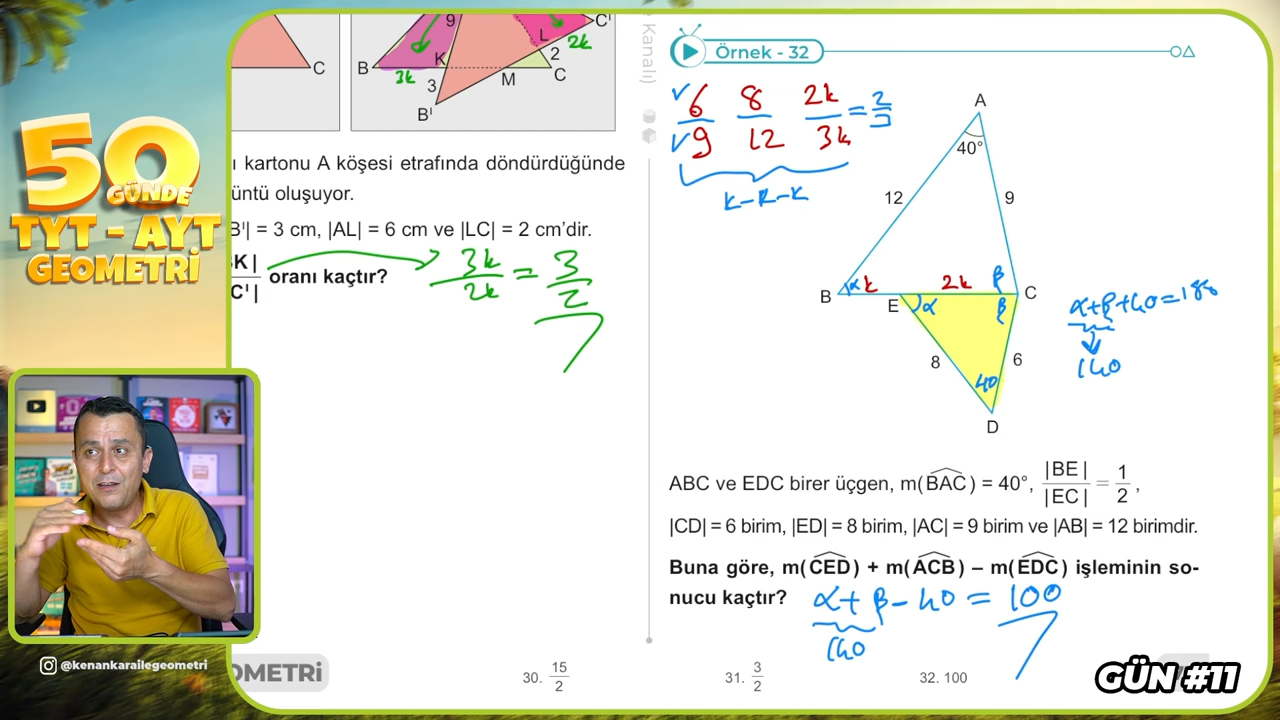 50
GÜNDE
TYT - AYT
GEOMETRİ
B
3k
K
9
3
B'
M
L
2
C
C'
2k
C
ı kartonu A köşesi etrafında döndürdüğünde
üntü oluşuyor.
B'| = 3 cm, |AL| = 6 cm ve |LC| = 2 cm'dir.
K|
C'|
oranı kaçtır?
3k/2k = 3/2
Kanalı)
Örnek - 32
6/9 8/12 2k/3k = 2/3
K-K-K
A
40°
12
9
B
α
k
E
α
2k
β
C
β
8
6
40
D
α+β+40=180
140
ABC ve EDC birer üçgen, m(BAC) = 40°, |BE|/|EC| = 1/2,
|CD| = 6 birim, |ED| = 8 birim, |AC| = 9 birim ve |AB| = 12 birimdir.
Buna göre, m(CED) + m(ACB) – m(EDC) işleminin so-
nucu kaçtır?
α+β-40 = 100
140
OMETRİ
30. 15/2
31. 3/2
32. 100
@kenankarailegeometri
GÜN #11